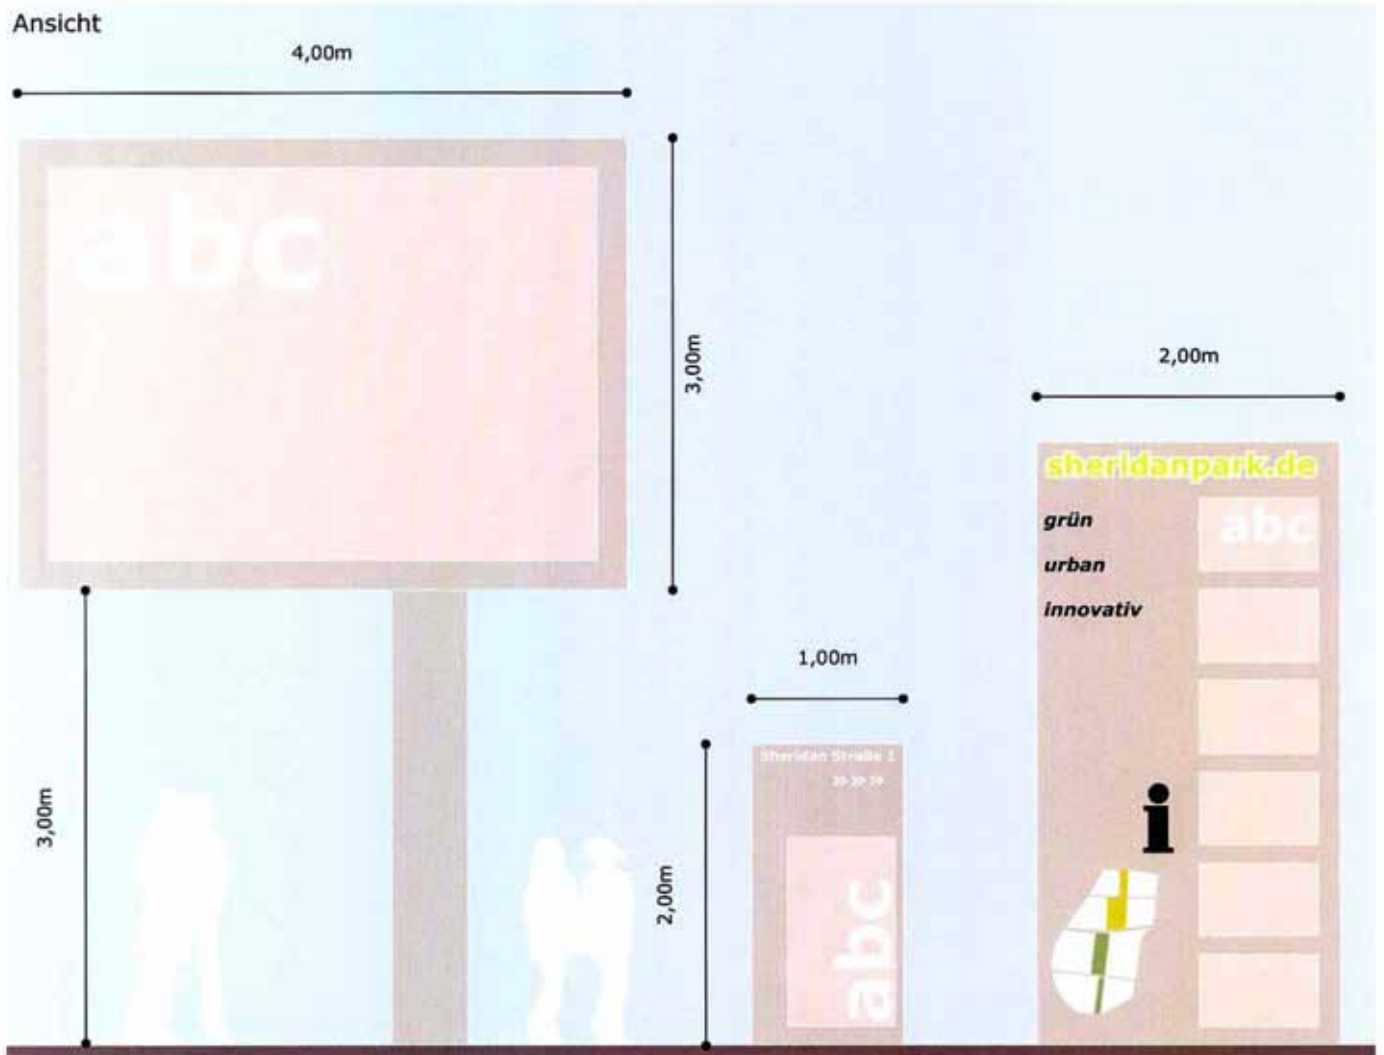 Ansicht
4,00m
abc
3,00m
3,00m
2,00m
1,00m
Sheridan Straße 1
>> >> >>
abc
2,00m
sheridanpark.de
grün
urban
innovativ
abc
i